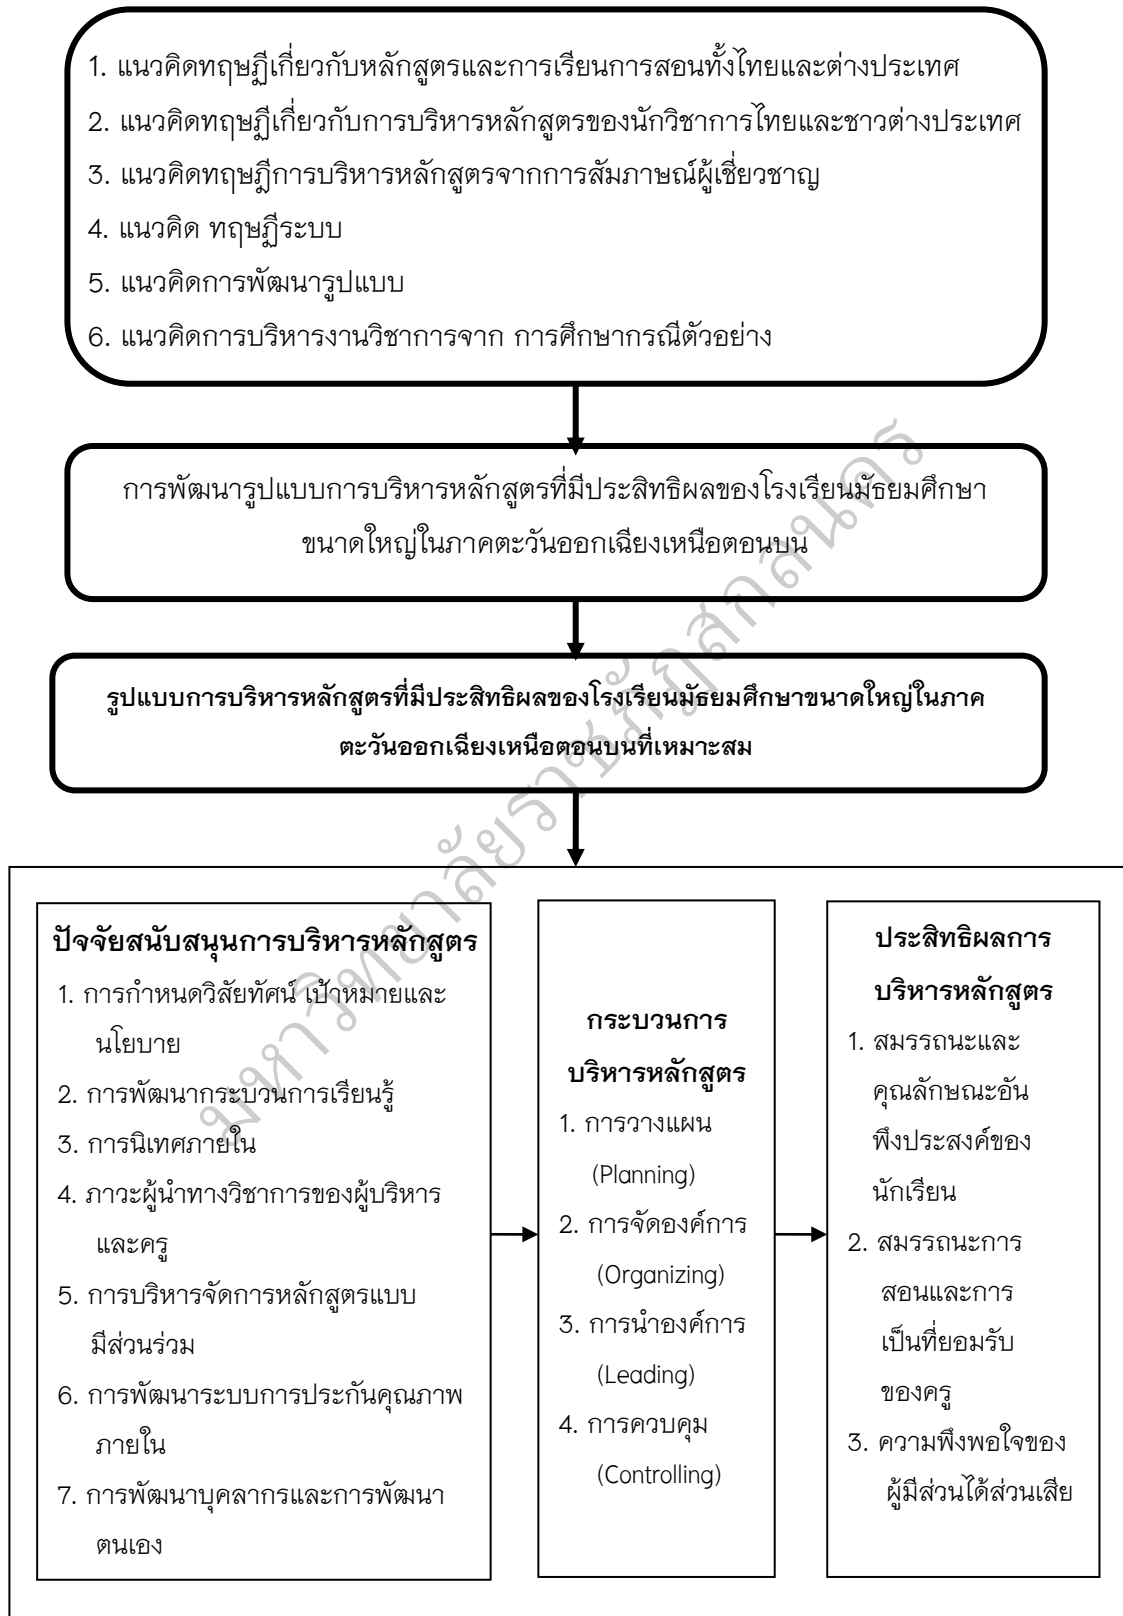 1. แนวคิดทฤษฎีเกี่ยวกับหลักสูตรและการเรียนการสอนทั้งไทยและต่างประเทศ
2. แนวคิดทฤษฎีเกี่ยวกับการบริหารหลักสูตรของนักวิชาการไทยและชาวต่างประเทศ
3. แนวคิดทฤษฎีการบริหารหลักสูตรจากการสัมภาษณ์ผู้เชี่ยวชาญ
4. แนวคิด ทฤษฎีระบบ
5. แนวคิดการพัฒนารูปแบบ
6. แนวคิดการบริหารงานวิชาการจาก การศึกษากรณีตัวอย่าง
การพัฒนารูปแบบการบริหารหลักสูตรที่มีประสิทธิผลของโรงเรียนมัธยมศึกษา
ขนาดใหญ่ในภาคตะวันออกเฉียงเหนือตอนบน
รูปแบบการบริหารหลักสูตรที่มีประสิทธิผลของโรงเรียนมัธยมศึกษาขนาดใหญ่ในภาค
ตะวันออกเฉียงเหนือตอนบนที่เหมาะสม
ปัจจัยสนับสนุนการบริหารหลักสูตร
1. การกำหนดวิสัยทัศน์ เป้าหมายและ
นโยบาย
2. การพัฒนากระบวนการเรียนรู้
3. การนิเทศภายใน
4. ภาวะผู้นำทางวิชาการของผู้บริหาร
และครู
5. การบริหารจัดการหลักสูตรแบบ
มีส่วนร่วม
6. การพัฒนาระบบการประกันคุณภาพ
ภายใน
7. การพัฒนาบุคลากรและการพัฒนา
ตนเอง
กระบวนการ
บริหารหลักสูตร
1. การวางแผน
(Planning)
2. การจัดองค์การ
(Organizing)
3. การนำองค์การ
(Leading)
4. การควบคุม
(Controlling)
ประสิทธิผลการ
บริหารหลักสูตร
1. สมรรถนะและ
คุณลักษณะอัน
พึงประสงค์ของ
นักเรียน
2. สมรรถนะการ
สอนและการ
เป็นที่ยอมรับ
ของครู
3. ความพึงพอใจของ
ผู้มีส่วนได้ส่วนเสีย
มหาวิทยาลัยราชภัฏสกลนคร